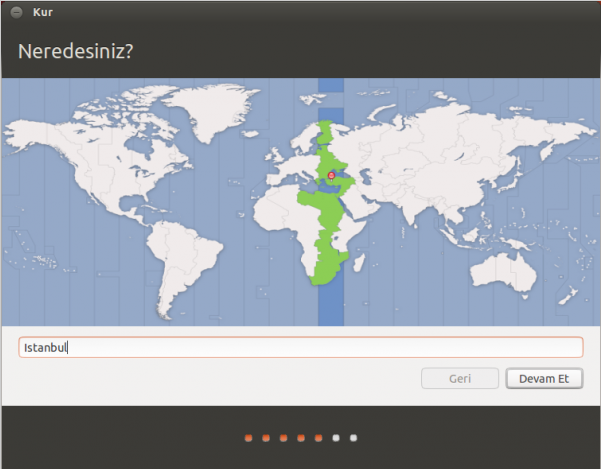 Kur
Neredesiniz?
Istanbul
Geri
Devam Et